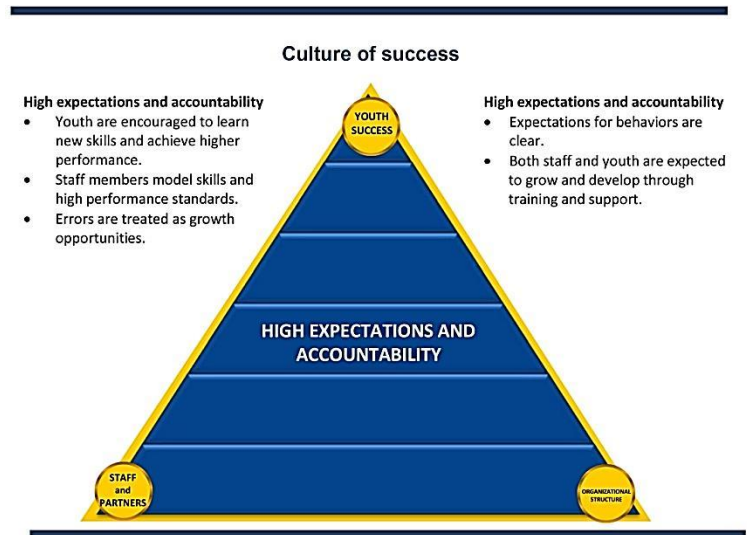 Culture of success
High expectations and accountability
• Youth are encouraged to learn
new skills and achieve higher
performance.
• Staff members model skills and
high performance standards.
• Errors are treated as growth
opportunities.
High expectations and accountability
• Expectations for behaviors are
clear.
• Both staff and youth are expected
to grow and develop through
training and support.
YOUTH
SUCCESS
HIGH EXPECTATIONS AND
ACCOUNTABILITY
STAFF
and
PARTNERS
ORGANIZATIONAL
STRUCTURE